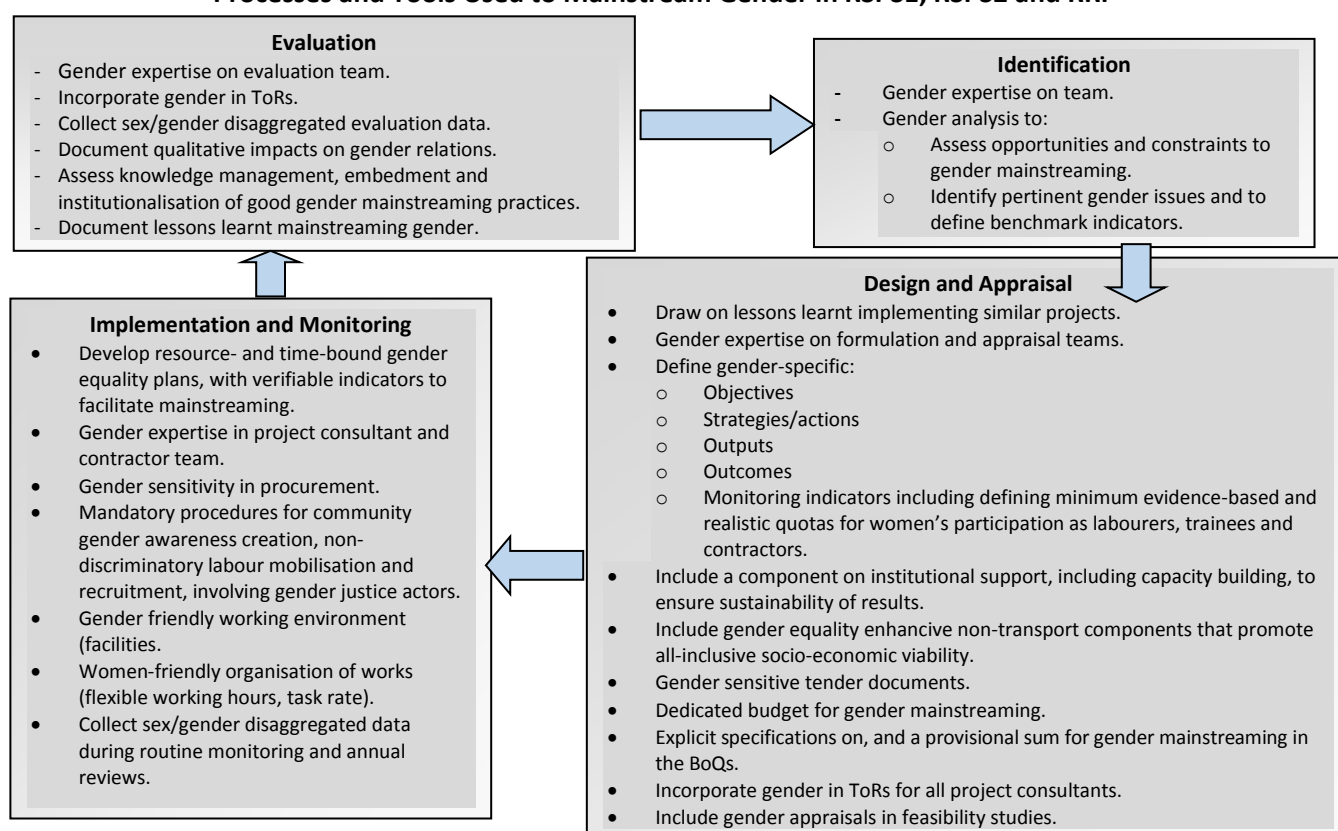 Evaluation
- Gender expertise on evaluation team.
- Incorporate gender in ToRs.
- Collect sex/gender disaggregated evaluation data.
- Document qualitative impacts on gender relations.
- Assess knowledge management, embedment and
institutionalisation of good gender mainstreaming practices.
- Document lessons learnt mainstreaming gender.
Identification
- Gender expertise on team.
- Gender analysis to:
o Assess opportunities and constraints to
gender mainstreaming.
o Identify pertinent gender issues and to
define benchmark indicators.
Design and Appraisal
• Draw on lessons learnt implementing similar projects.
• Gender expertise on formulation and appraisal teams.
• Define gender-specific:
o Objectives
o Strategies/actions
o Outputs
o Outcomes
o Monitoring indicators including defining minimum evidence-based and
realistic quotas for women’s participation as labourers, trainees and
contractors.
• Include a component on institutional support, including capacity building, to
ensure sustainability of results.
• Include gender equality enhancive non-transport components that promote
all-inclusive socio-economic viability.
• Gender sensitive tender documents.
• Dedicated budget for gender mainstreaming.
• Explicit specifications on, and a provisional sum for gender mainstreaming in
the BoQs.
• Incorporate gender in ToRs for all project consultants.
• Include gender appraisals in feasibility studies.
Implementation and Monitoring
• Develop resource- and time-bound gender
equality plans, with verifiable indicators to
facilitate mainstreaming.
• Gender expertise in project consultant and
contractor team.
• Gender sensitivity in procurement.
• Mandatory procedures for community
gender awareness creation, non-
discriminatory labour mobilisation and
recruitment, involving gender justice actors.
• Gender friendly working environment
(facilities.
• Women-friendly organisation of works
(flexible working hours, task rate).
• Collect sex/gender disaggregated data
during routine monitoring and annual
reviews.